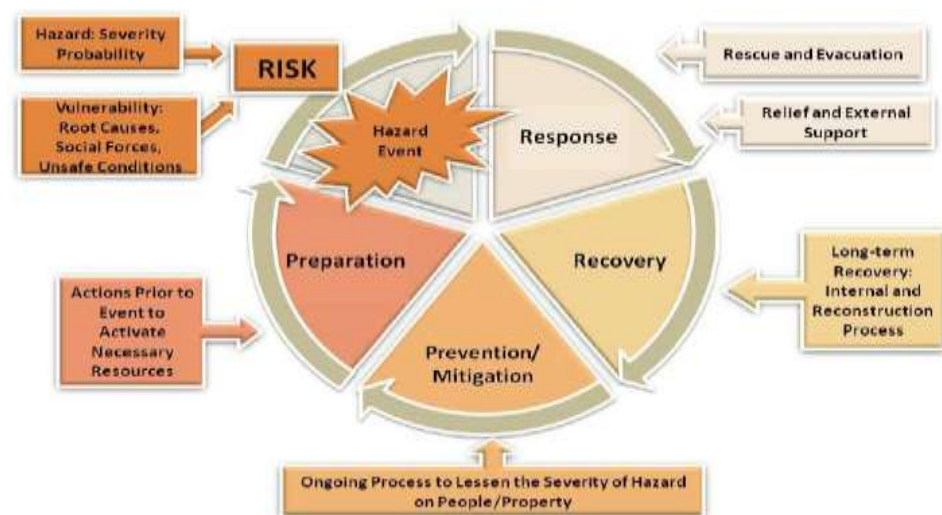 Hazard: Severity
Probability
RISK
Vulnerability:
Root Causes,
Social Forces,
Unsafe Conditions
Hazard
Event
Response
Rescue and Evacuation
Relief and External
Support
Preparation
Recovery
Long-term
Recovery:
Internal and
Reconstruction
Process
Actions Prior to
Event to
Activate
Necessary
Resources
Prevention/
Mitigation
Ongoing Process to Lessen the Severity of Hazard
on People/Property